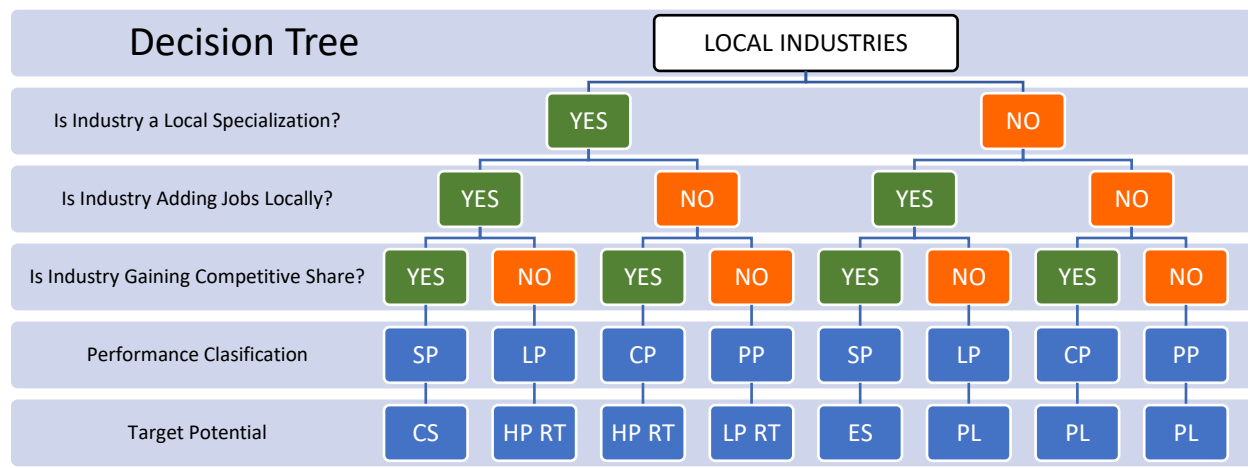 Decision Tree
LOCAL INDUSTRIES
Is Industry a Local Specialization?
YES
NO
Is Industry Adding Jobs Locally?
YES
NO
YES
NO
Is Industry Gaining Competitive Share?
YES
NO
YES
NO
YES
NO
YES
NO
Performance Clasification
SP
LP
CP
PP
SP
LP
CP
PP
Target Potential
CS
HP RT
HP RT
LP RT
ES
PL
PL
PL